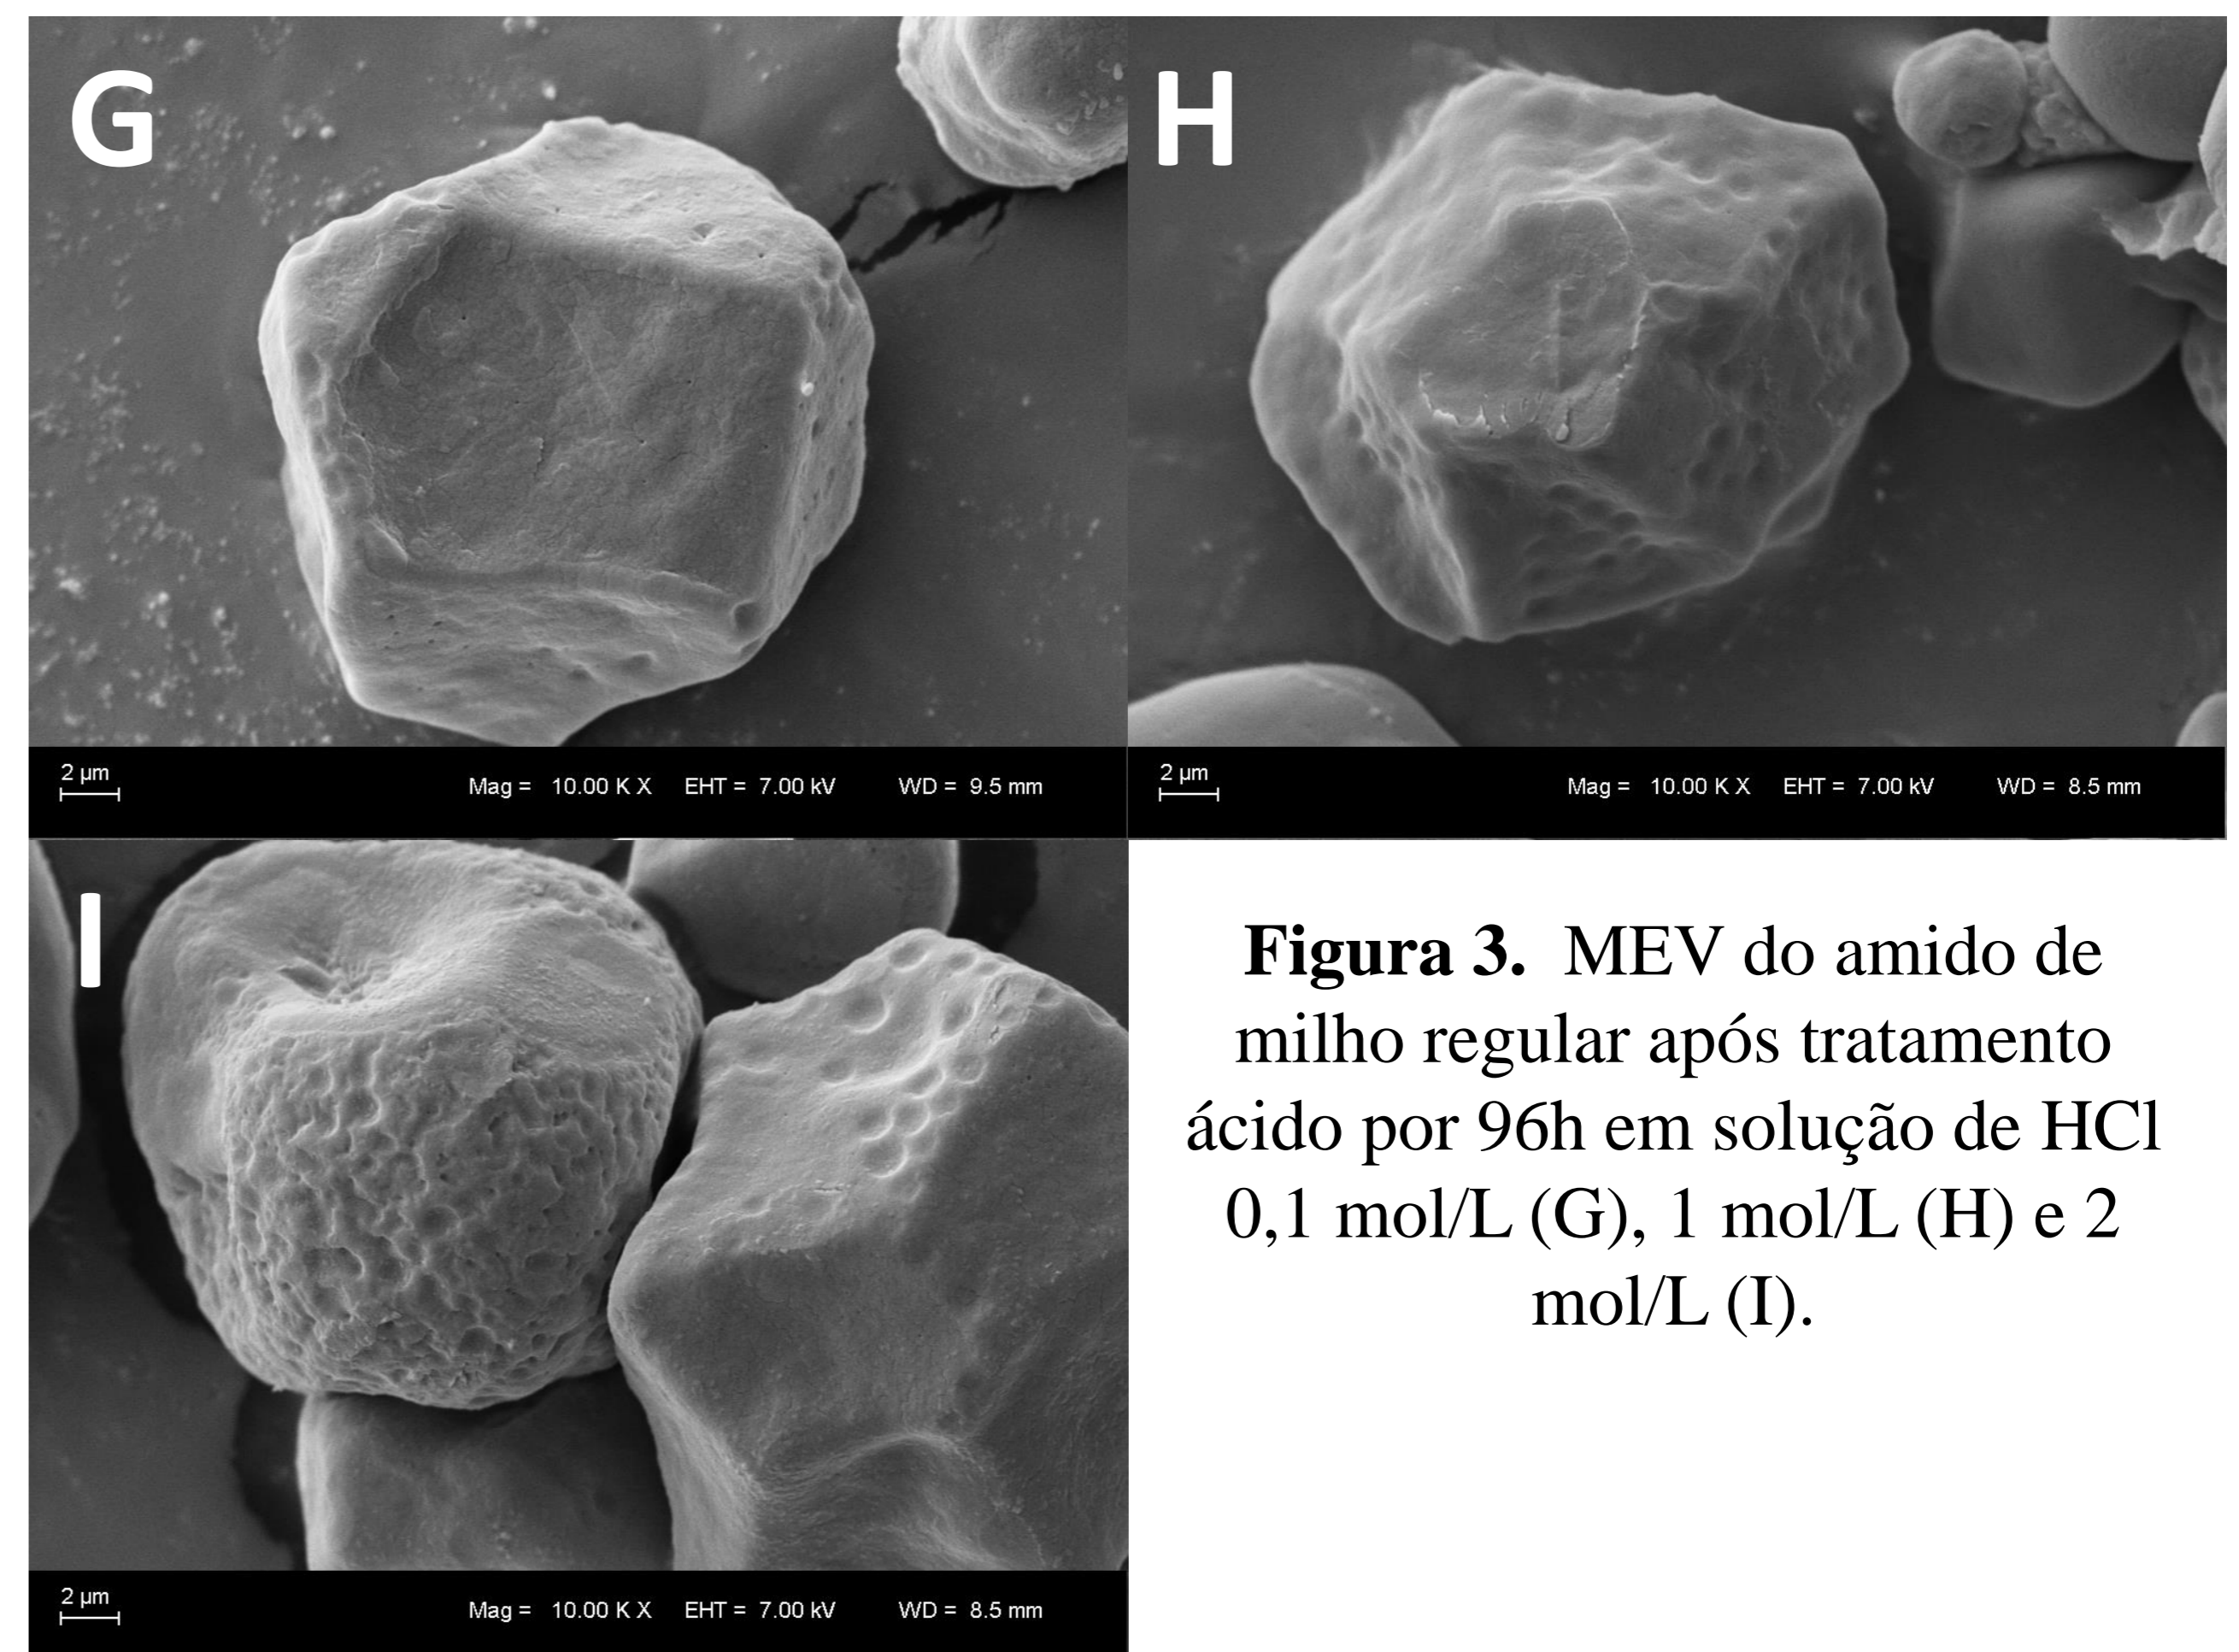 G
2 µm Mag = 10.00 K X EHT = 7.00 kV WD = 9.5 mm
H
2 µm Mag = 10.00 K X EHT = 7.00 kV WD = 8.5 mm
I
2 µm Mag = 10.00 K X EHT = 7.00 kV WD = 8.5 mm
Figura 3. MEV do amido de
milho regular após tratamento
ácido por 96h em solução de HCl
0,1 mol/L (G), 1 mol/L (H) e 2
mol/L (I).